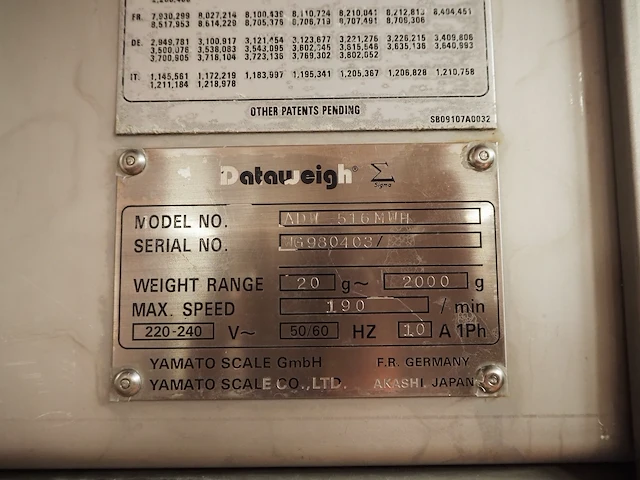 FR. 7,930,299 8,027,214 8,100,436 8,110,724 8,210,041 8,212,813 8,494,451
8,517,953 8,614,220 8,705,176 8,706,719 8,707,491 8,709,306
DE. 2,949,781 3,100,917 3,121,454 3,123,677 3,221,276 3,226,215 3,409,806
3,500,078 3,538,083 3,543,095 3,602,345 3,615,548 3,635,136 3,640,993
3,700,905 3,718,104 3,723,136 3,769,302 3,802,052
IT. 1,145,561 1,172,219 1,183,997 1,195,341 1,205,367 1,206,828 1,210,758
1,211,184 1,218,978
OTHER PATENTS PENDING
SB09107A0032
Dataweigh® Σ
Sigma
MODEL NO. ADW 516MWH
SERIAL NO.
WEIGHT RANGE 20 g~ 2000 g
MAX. SPEED 190 / min
220-240 V~ 50/60 HZ 10 A 1Ph
YAMATO SCALE GmbH F.R. GERMANY
YAMATO SCALE CO.,LTD. AKASHI, JAPAN